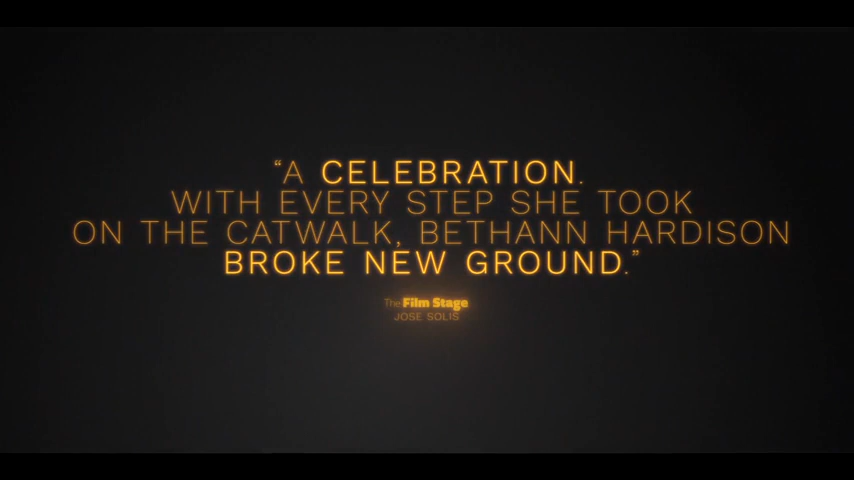 “A CELEBRATION.
WITH EVERY STEP SHE TOOK
ON THE CATWALK, BETHANN HARDISON
BROKE NEW GROUND.”
The Film Stage
JOSE SOLIS